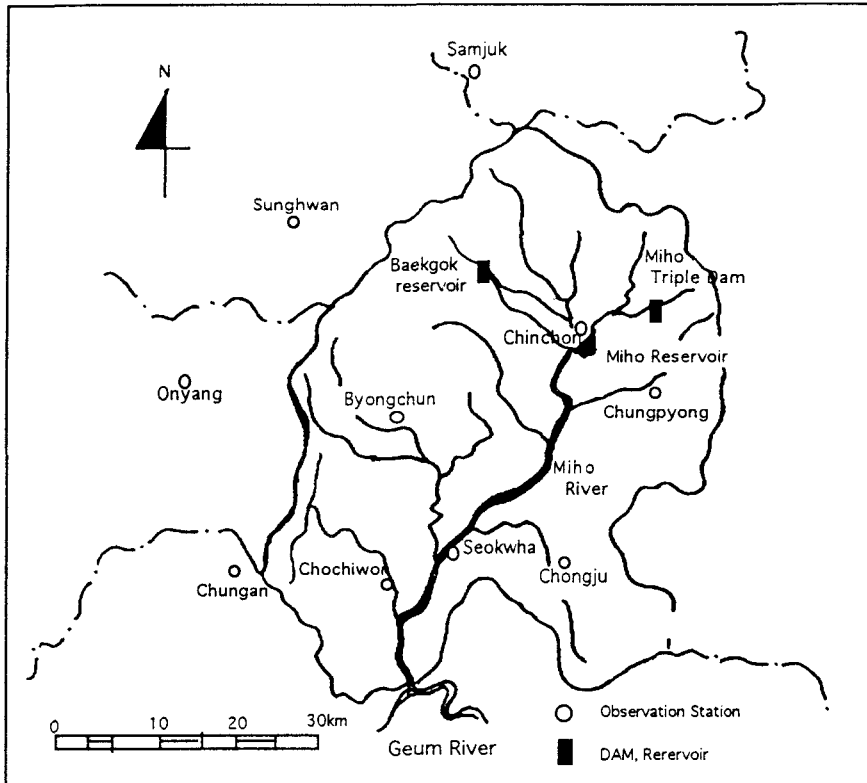 Samjuk
N
Sunghwan
Baekgok
reservoir
Miho
Triple Dam
Chinchon
Miho Reservoir
Onyang
Byongchun
Chungpyong
Miho
River
Seokwha
Chungan
Chochiwon
Chongju
0 10 20 30km
Geum River
Observation Station
DAM, Rerervoir